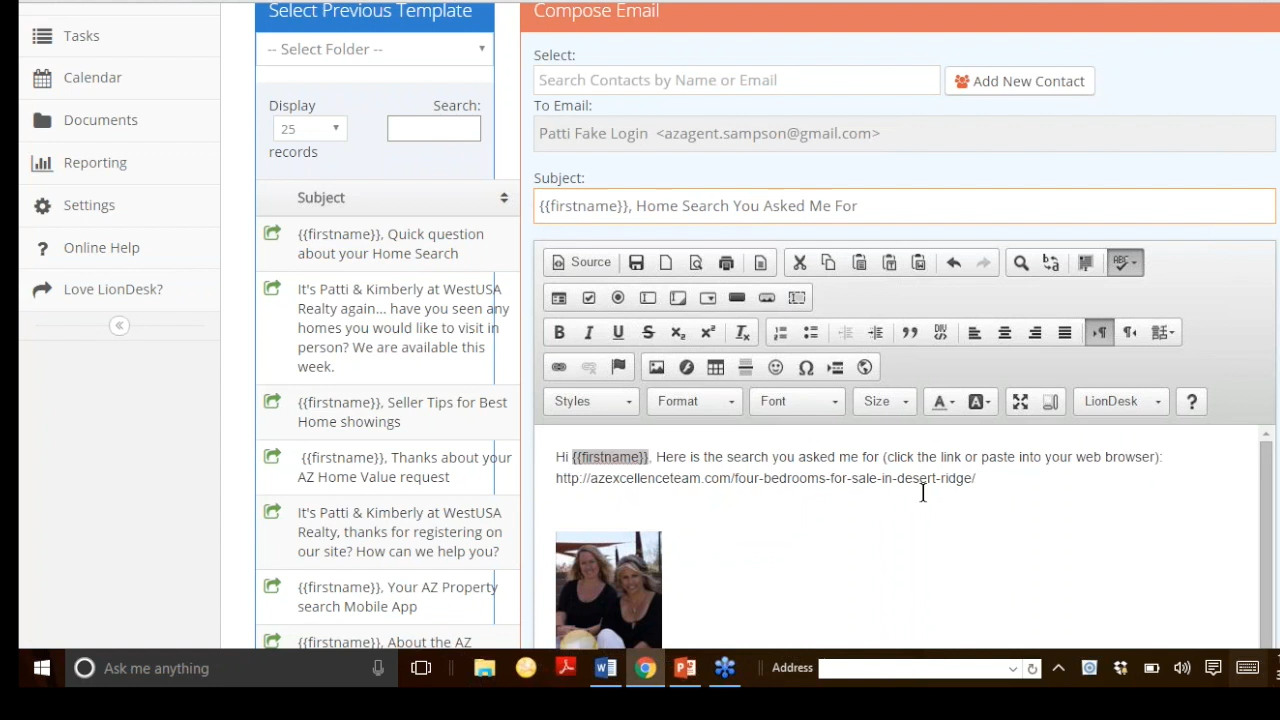 Select Previous Template
Compose Email
Tasks
Calendar
Documents
Reporting
Settings
? Online Help
Love LionDesk?
-- Select Folder --
Display
Search:
25
records
Subject
{{firstname}}, Quick question
about your Home Search
It's Patti & Kimberly at WestUSA
Realty again... have you seen any
homes you would like to visit in
person? We are available this
week.
{{firstname}}, Seller Tips for Best
Home showings
{{firstname}}, Thanks about your
AZ Home Value request
It's Patti & Kimberly at WestUSA
Realty, thanks for registering on
our site? How can we help you?
{{firstname}}, Your AZ Property
search Mobile App
{{firstname}}, About the AZ
Select:
Search Contacts by Name or Email
Add New Contact
To Email:
Patti Fake Login <azagent.sampson@gmail.com>
Subject:
{{firstname}}, Home Search You Asked Me For
Source
ABC
B I U S x₂ x² Ix
DIV
Styles Format Font Size A A LionDesk ?
Hi {{firstname}}, Here is the search you asked me for (click the link or paste into your web browser):
http://azexcellenceteam.com/four-bedrooms-for-sale-in-desert-ridge/
Ask me anything
Address